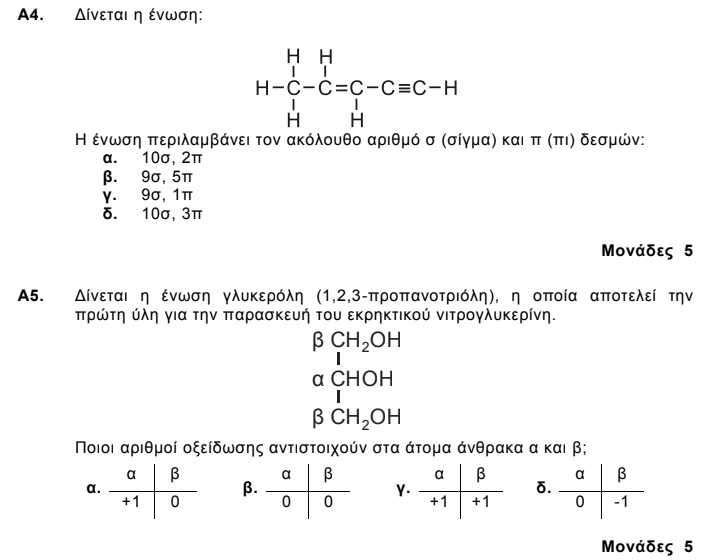 Α4. Δίνεται η ένωση:
H H
H–C–C=C–C≡C–H
H H
Η ένωση περιλαμβάνει τον ακόλουθο αριθμό σ (σίγμα) και π (πι) δεσμών:
α. 10σ, 2π
β. 9σ, 5π
γ. 9σ, 1π
δ. 10σ, 3π
Μονάδες 5
Α5. Δίνεται η ένωση γλυκερόλη (1,2,3-προπανοτριόλη), η οποία αποτελεί την
πρώτη ύλη για την παρασκευή του εκρηκτικού νιτρογλυκερίνη.
β CH₂OH
α CHOH
β CH₂OH
Ποιοι αριθμοί οξείδωσης αντιστοιχούν στα άτομα άνθρακα α και β;
α β α β α β α β
α. +1 0 β. 0 0 γ. +1 +1 δ. 0 -1
Μονάδες 5